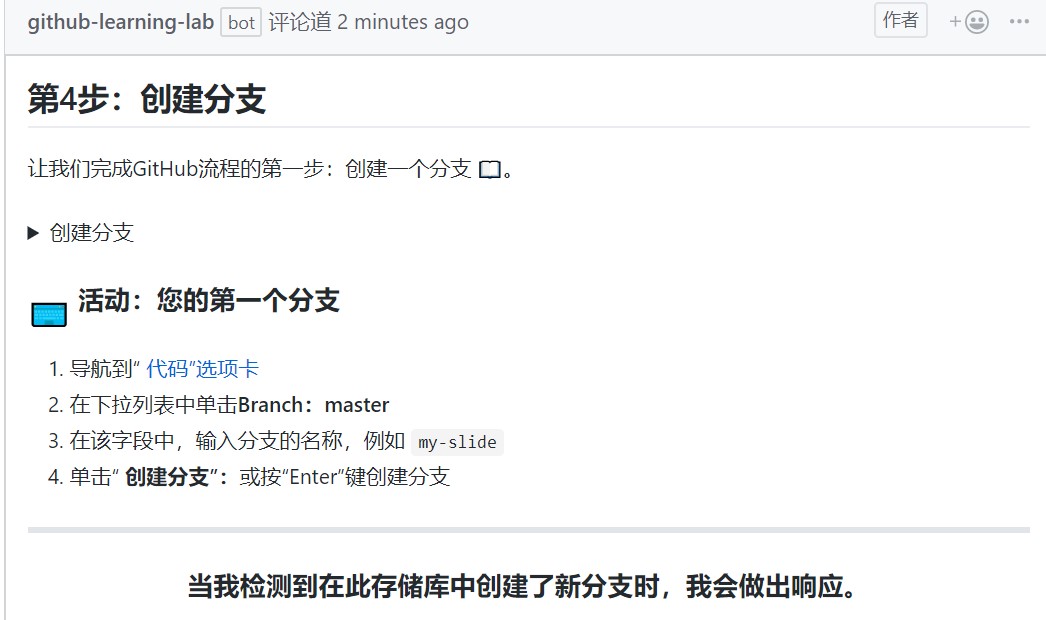 github-learning-lab bot 评论道 2 minutes ago 作者
第4步：创建分支
让我们完成GitHub流程的第一步：创建一个分支 。
创建分支
活动：您的第一个分支
1. 导航到“ 代码”选项卡
2. 在下拉列表中单击Branch：master
3. 在该字段中，输入分支的名称，例如 my-slide
4. 单击“ 创建分支”：或按“Enter”键创建分支
当我检测到在此存储库中创建了新分支时，我会做出响应。